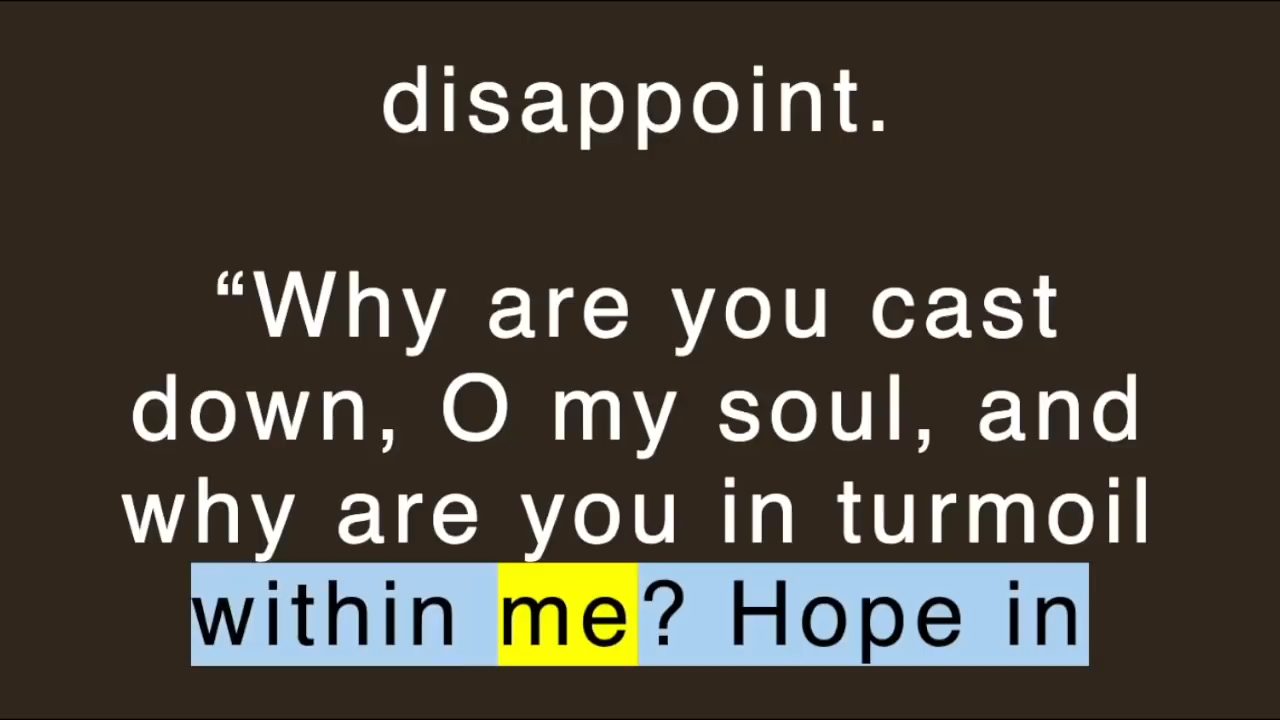 disappoint.
“Why are you cast
down, O my soul, and
why are you in turmoil
within me? Hope in